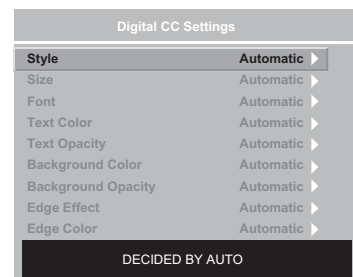 Digital CC Settings
Style Automatic
Size Automatic
Font Automatic
Text Color Automatic
Text Opacity Automatic
Background Color Automatic
Background Opacity Automatic
Edge Effect Automatic
Edge Color Automatic
DECIDED BY AUTO